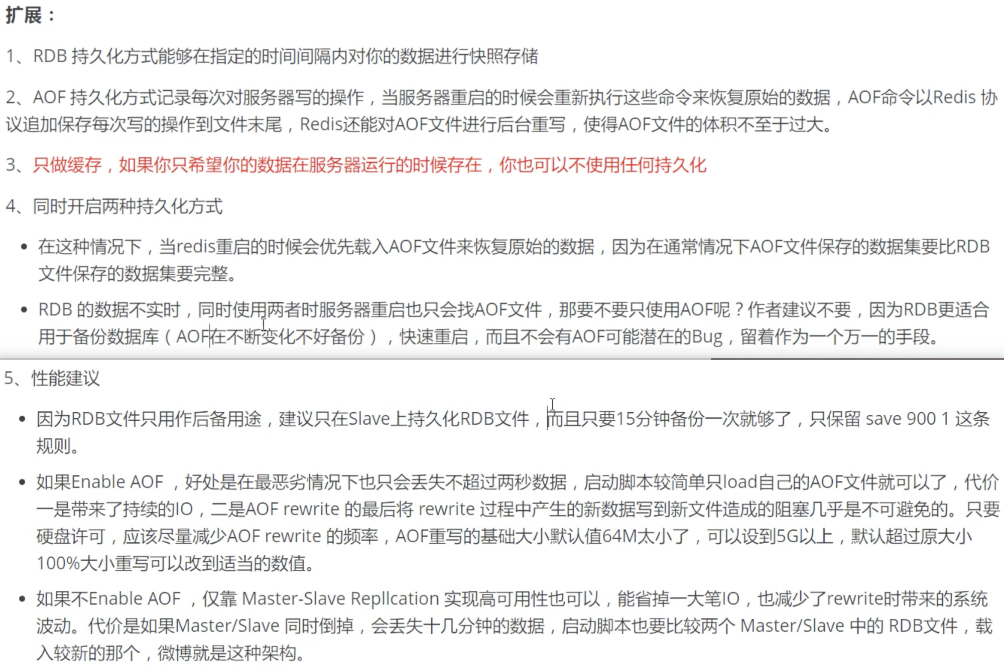 扩展：
1、RDB 持久化方式能够在指定的时间间隔内对你的数据进行快照存储
2、AOF 持久化方式记录每次对服务器写的操作，当服务器重启的时候会重新执行这些命令来恢复原始的数据，AOF命令以Redis 协
议追加保存每次写的操作到文件末尾，Redis还能对AOF文件进行后台重写，使得AOF文件的体积不至于过大。
3、只做缓存，如果你只希望你的数据在服务器运行的时候存在，你也可以不使用任何持久化
4、同时开启两种持久化方式
• 在这种情况下，当redis重启的时候会优先载入AOF文件来恢复原始的数据，因为在通常情况下AOF文件保存的数据集要比RDB
文件保存的数据集要完整。
• RDB 的数据不实时，同时使用两者时服务器重启也只会找AOF文件，那要不要只使用AOF呢？作者建议不要，因为RDB更适合
用于备份数据库（AOF在不断变化不好备份），快速重启，而且不会有AOF可能潜在的Bug，留着作为一个万一的手段。
5、性能建议
• 因为RDB文件只用作后备用途，建议只在Slave上持久化RDB文件，而且只要15分钟备份一次就够了，只保留 save 900 1 这条
规则。
• 如果Enable AOF ，好处是在最恶劣情况下也只会丢失不超过两秒数据，启动脚本较简单只load自己的AOF文件就可以了，代价
一是带来了持续的IO，二是AOF rewrite 的最后将 rewrite 过程中产生的新数据写到新文件造成的阻塞几乎是不可避免的。只要
硬盘许可，应该尽量减少AOF rewrite 的频率，AOF重写的基础大小默认值64M太小了，可以设到5G以上，默认超过原大小
100%大小重写可以改到适当的数值。
• 如果不Enable AOF ，仅靠 Master-Slave Repllcation 实现高可用性也可以，能省掉一大笔IO，也减少了rewrite时带来的系统
波动。代价是如果Master/Slave 同时倒掉，会丢失十几分钟的数据，启动脚本也要比较两个 Master/Slave 中的 RDB文件，载
入较新的那个，微博就是这种架构。